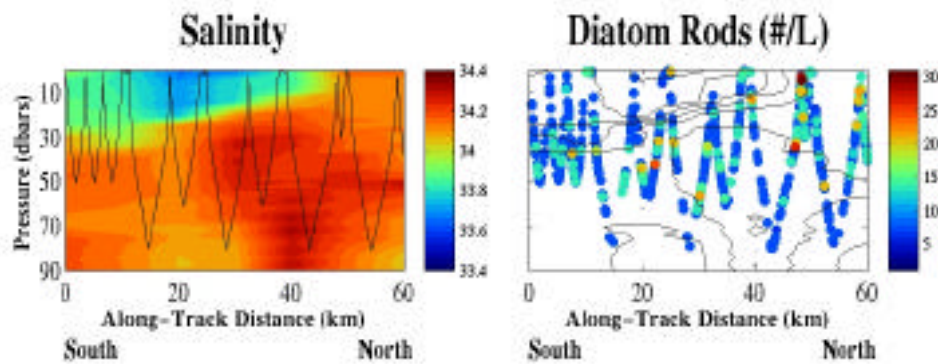 Salinity
Diatom Rods (#/L)
Pressure (dbars)
10
30
50
70
90
0 20 40 60
Along-Track Distance (km)
South North
34.4
34.2
34
33.8
33.6
33.4
0 20 40 60
Along-Track Distance (km)
South North
30
25
20
15
10
5